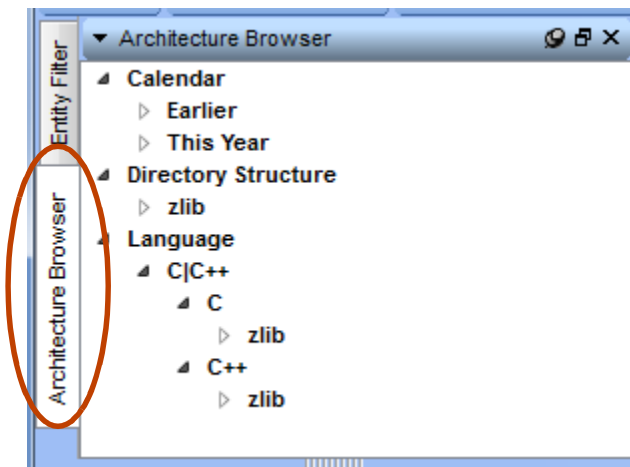 Entity Filter
Architecture Browser
Architecture Browser
Calendar
Earlier
This Year
Directory Structure
zlib
Language
C|C++
C
zlib
C++
zlib